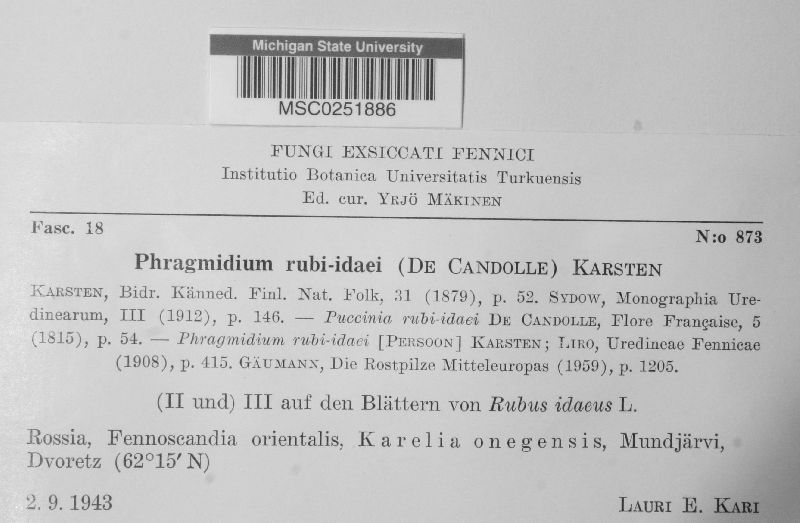 Michigan State University
MSC0251886
FUNGI EXSICCATI FENNICI
Institutio Botanica Universitatis Turkuensis
Ed. cur. YRJÖ MÄKINEN
Fasc. 18
N:o 873
Phragmidium rubi-idaei (DE CANDOLLE) KARSTEN
KARSTEN, Bidr. Känned. Finl. Nat. Folk, 31 (1879), p. 52. SYDOW, Monographia Ure-
dinearum, III (1912), p. 146. — Puccinia rubi-idaei DE CANDOLLE, Flore Française, 5
(1815), p. 54. — Phragmidium rubi-idaei [PERSOON] KARSTEN; LIRO, Uredineae Fennicae
(1908), p. 415. GÄUMANN, Die Rostpilze Mitteleuropas (1959), p. 1205.
(II und) III auf den Blättern von Rubus idaeus L.
Rossia, Fennoscandia orientalis, Karelia onegensis, Mundjärvi,
Dvoretz (62°15′ N)
2. 9. 1943
LAURI E. KARI